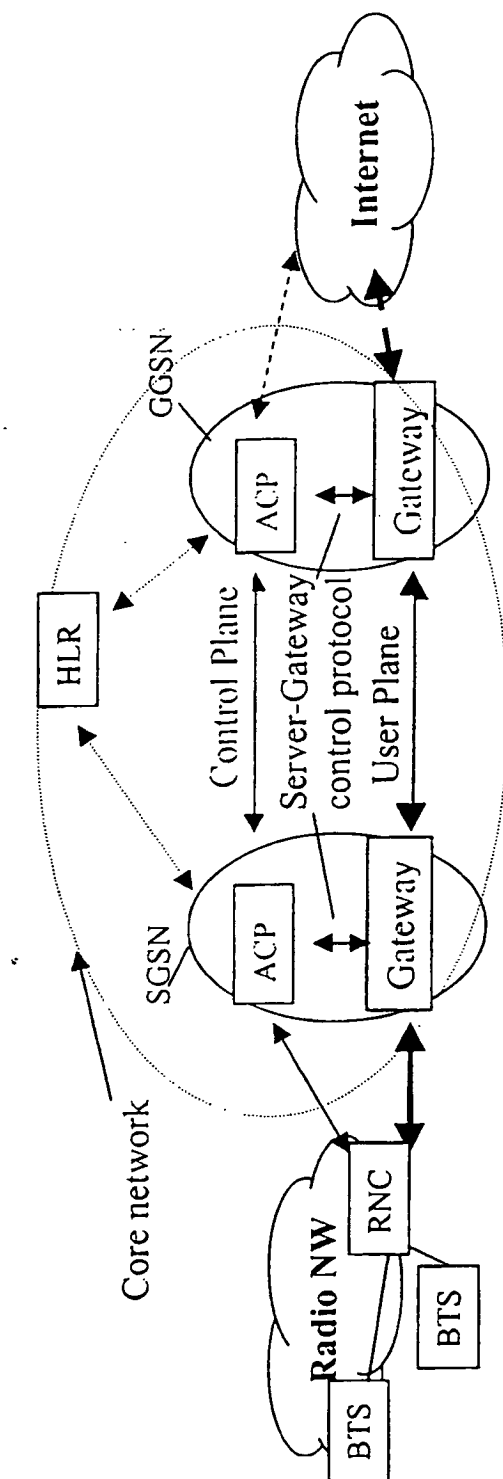 Core network
HLR
SGSN
GGSN
ACP
ACP
Control Plane
Server-Gateway
control protocol
User Plane
Gateway
Gateway
Radio NW
RNC
BTS
BTS
Internet